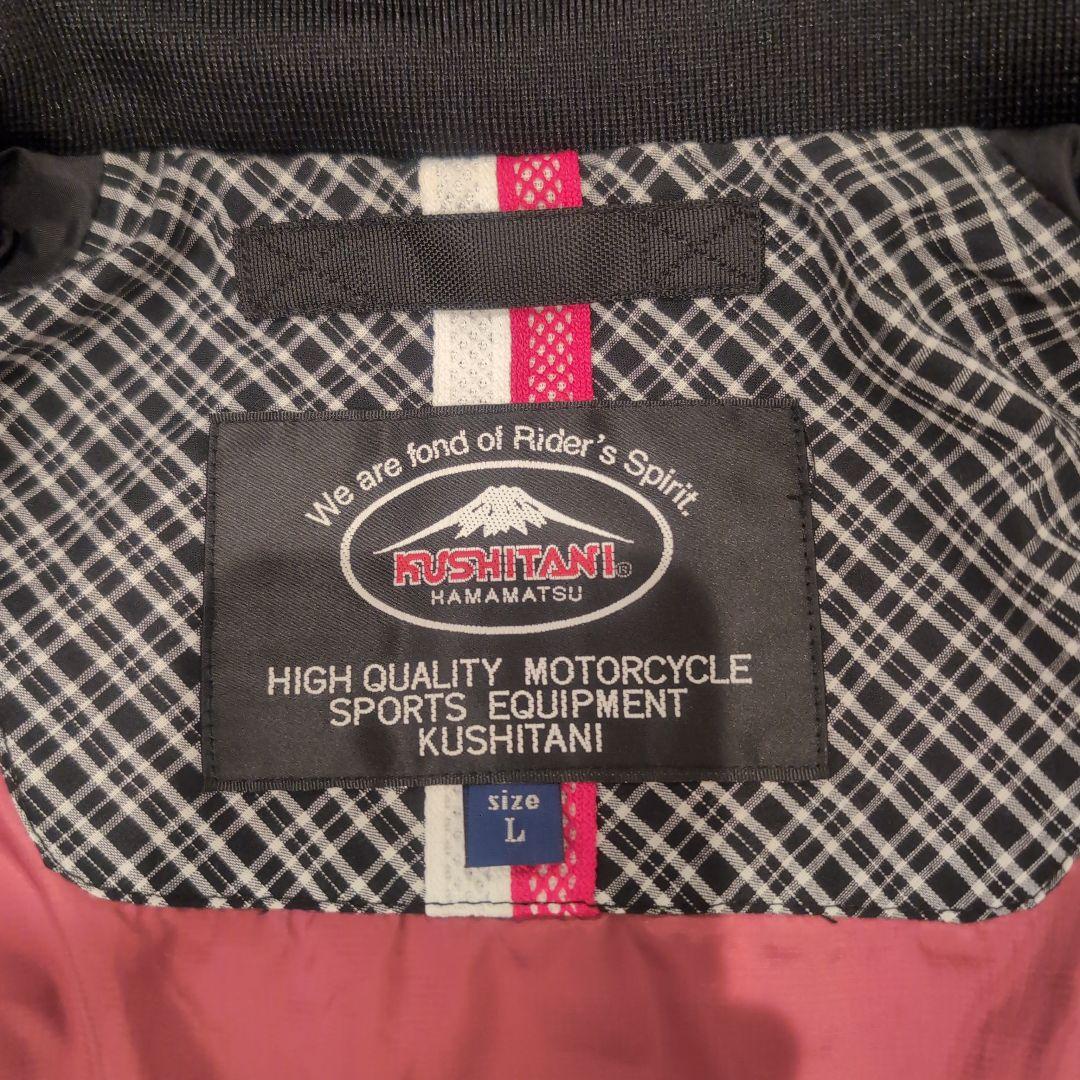 We are fond of Rider's Spirit.
KUSHITANI®
HAMAMATSU
HIGH QUALITY MOTORCYCLE
SPORTS EQUIPMENT
KUSHITANI
size
L